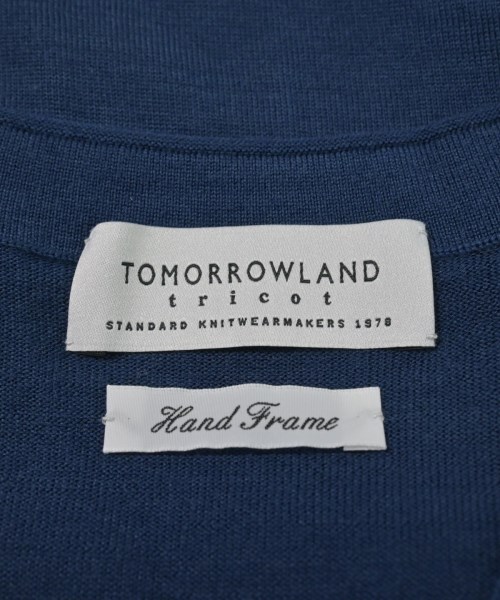 TOMORROWLAND
tricot
STANDARD KNITWEARMAKERS 1978
Hand Frame